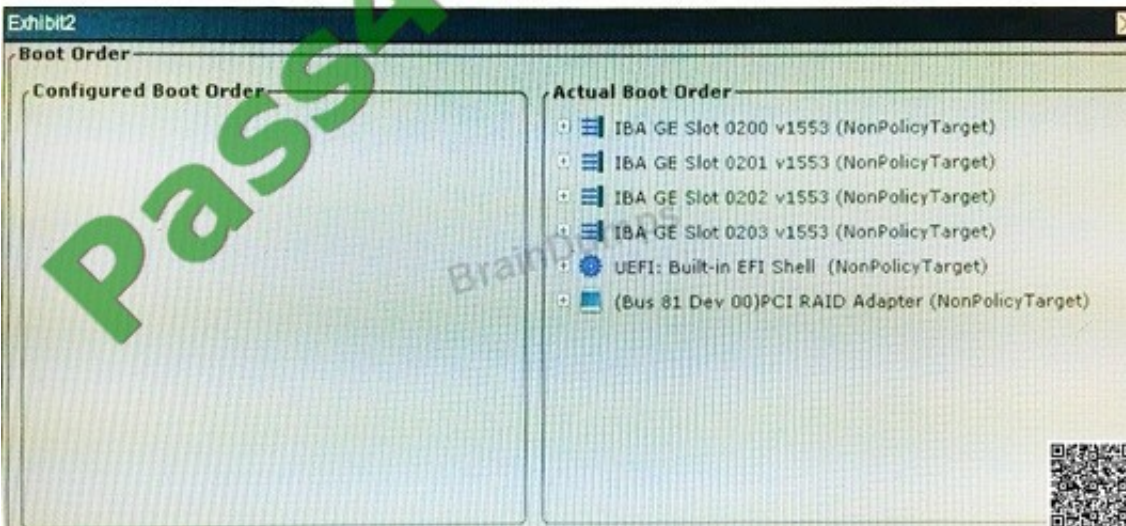 Exhibit2
Boot Order
Configured Boot Order
Actual Boot Order
IBA GE Slot 0200 v1553 (NonPolicyTarget)
IBA GE Slot 0201 v1553 (NonPolicyTarget)
IBA GE Slot 0202 v1553 (NonPolicyTarget)
IBA GE Slot 0203 v1553 (NonPolicyTarget)
UEFI: Built-in EFI Shell (NonPolicyTarget)
(Bus 81 Dev 00)PCI RAID Adapter (NonPolicyTarget)
Pass4
BrainDumps